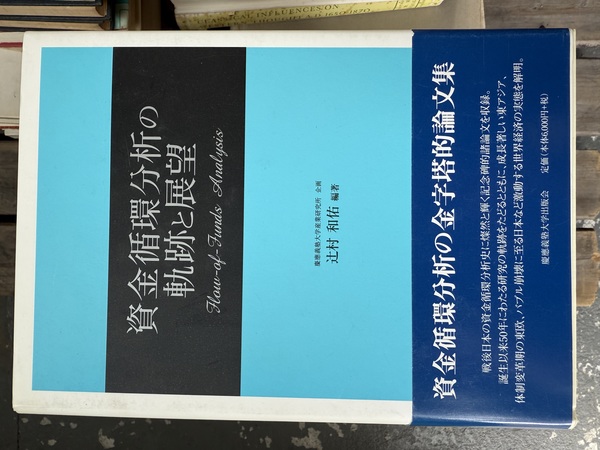 資金循環分析の
軌跡と展望
Flow-of-Funds Analysis
慶應義塾大学産業研究所 企画
辻村 和佑 編著
資金循環分析の金字塔的論文集
戦後日本の資金循環分析史に燦然と輝く記念碑的諸論文を収録。
誕生以来50年にわたる研究の軌跡をたどるとともに、成長著しい東アジア、
体制変革期の東欧、バブル崩壊に至る日本など激動する世界経済の実態を解明。
慶應義塾大学出版会 定価(本体6,000円+税)
INFLUENCES ON